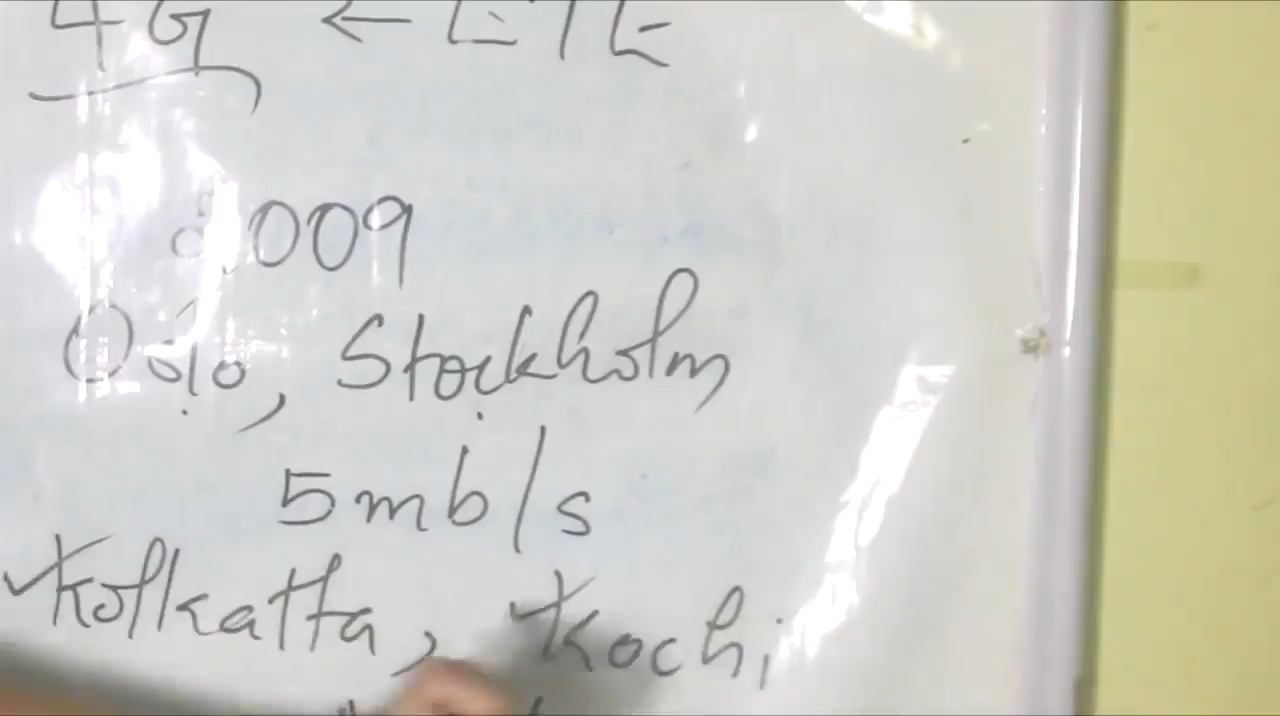 4G ← LTE
2009
Oslo, Stockholm
5mb/s
Kolkatta, Kochi